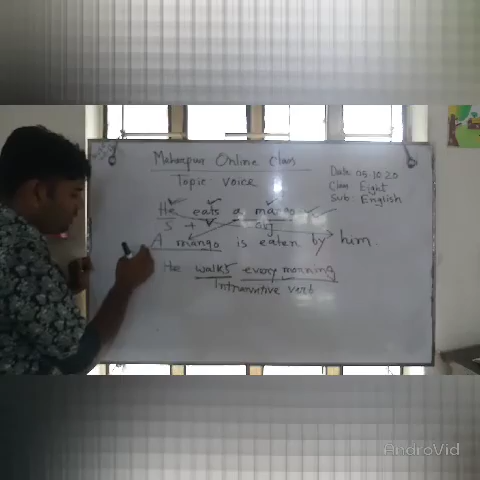 Meherpur Online Class
Topic Voice
Date: 05.10.20
Class: Eight
Sub: English
He eats a mango
S + V obj
A mango is eaten by him.
He walks every morning
Intransitive verb
AndroVid